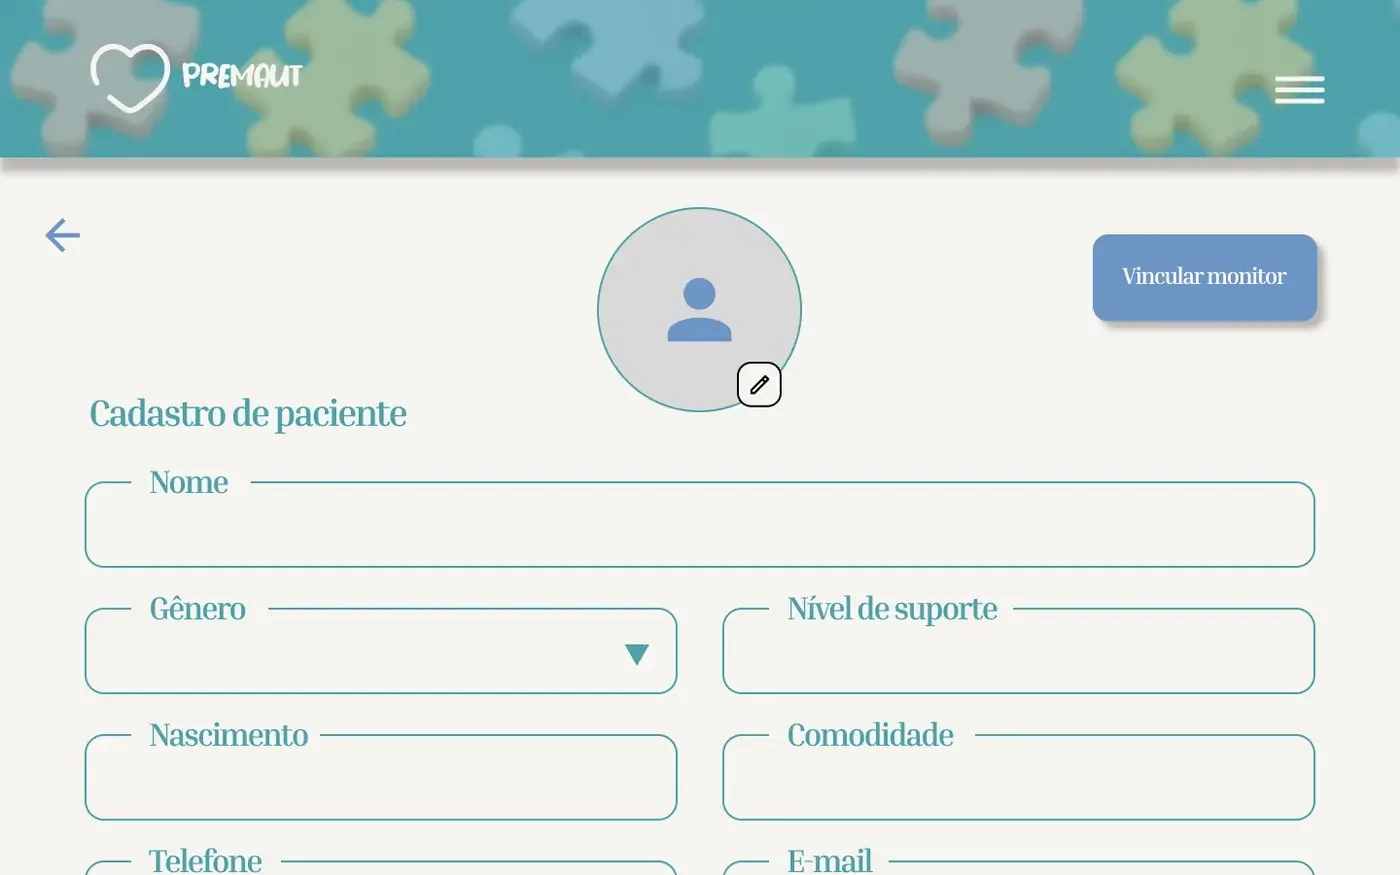 PREMAUT
Vincular monitor
Cadastro de paciente
Nome
Gênero
Nível de suporte
Nascimento
Comodidade
Telefone
E-mail